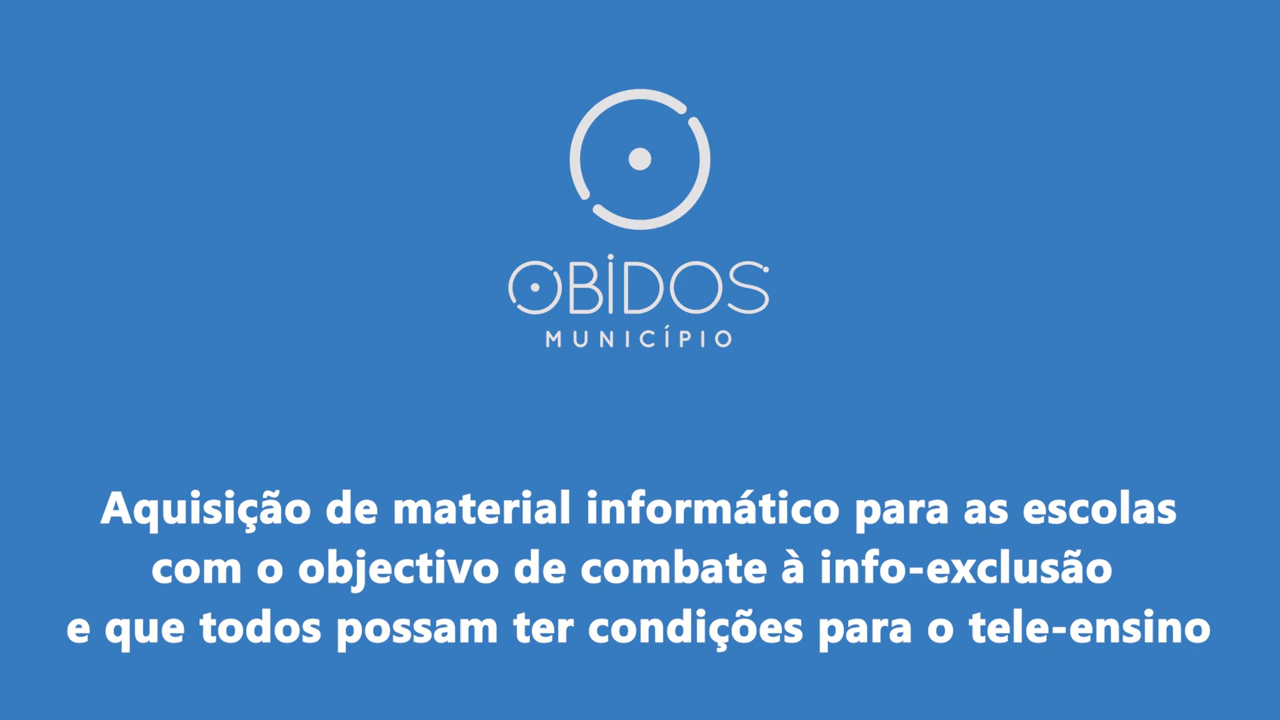 OBIDOS
MUNICÍPIO
Aquisição de material informático para as escolas
com o objectivo de combate à info-exclusão
e que todos possam ter condições para o tele-ensino